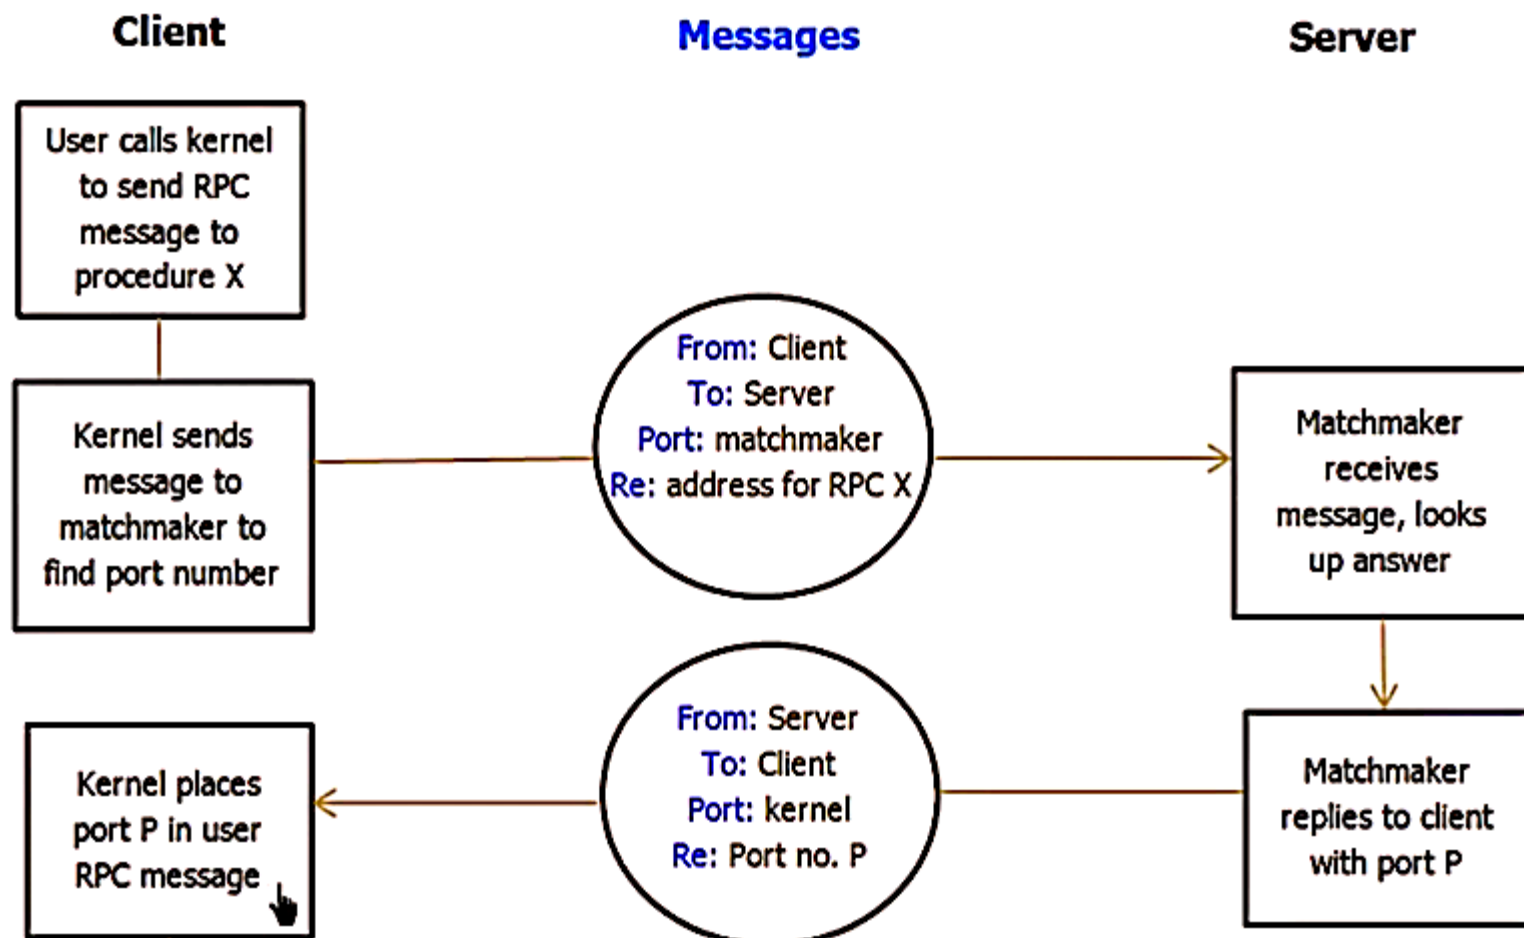 Client
Messages
Server
User calls kernel
to send RPC
message to
procedure X
Kernel sends
message to
matchmaker to
find port number
From: Client
To: Server
Port: matchmaker
Re: address for RPC X
Matchmaker
receives
message, looks
up answer
Matchmaker
replies to client
with port P
From: Server
To: Client
Port: kernel
Re: Port no. P
Kernel places
port P in user
RPC message